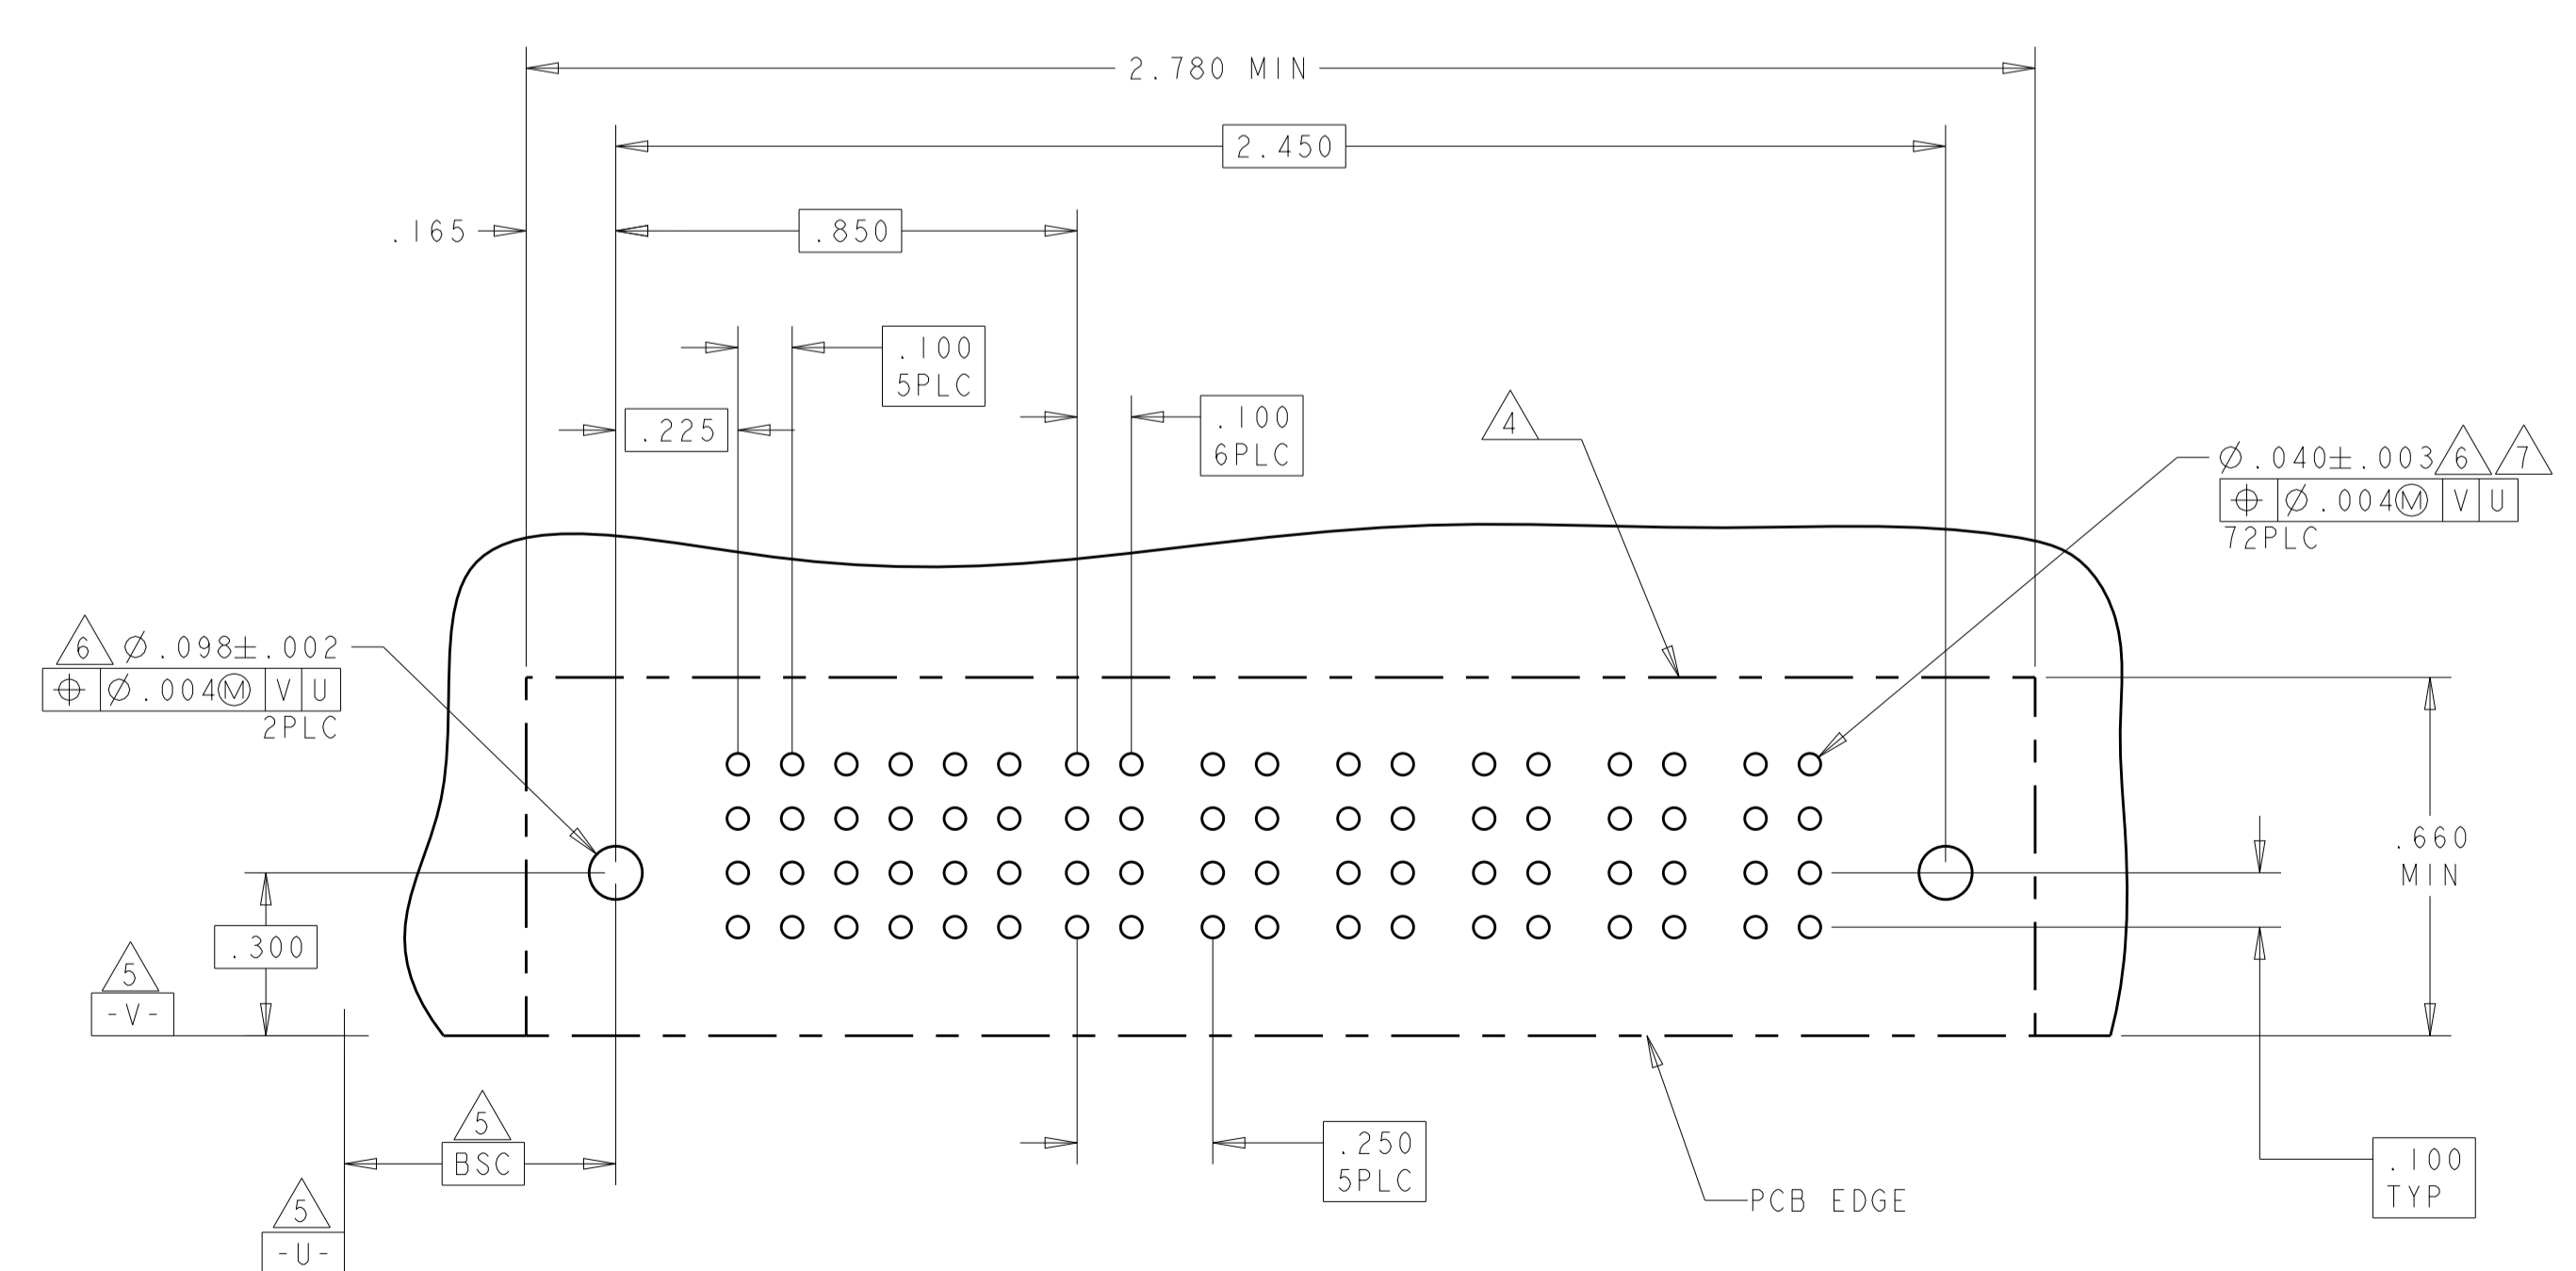 2.780 MIN
2.450
.165
.850
.100
5PLC
.225
.100
6PLC
4
⌀.040±.003 6 7
⌖ ⌀.004Ⓜ V U
72PLC
6 ⌀.098±.002
⌖ ⌀.004Ⓜ V U
2PLC
.660
MIN
.300
5
-V-
5
BSC
5
-U-
.250
5PLC
PCB EDGE
.100
TYP